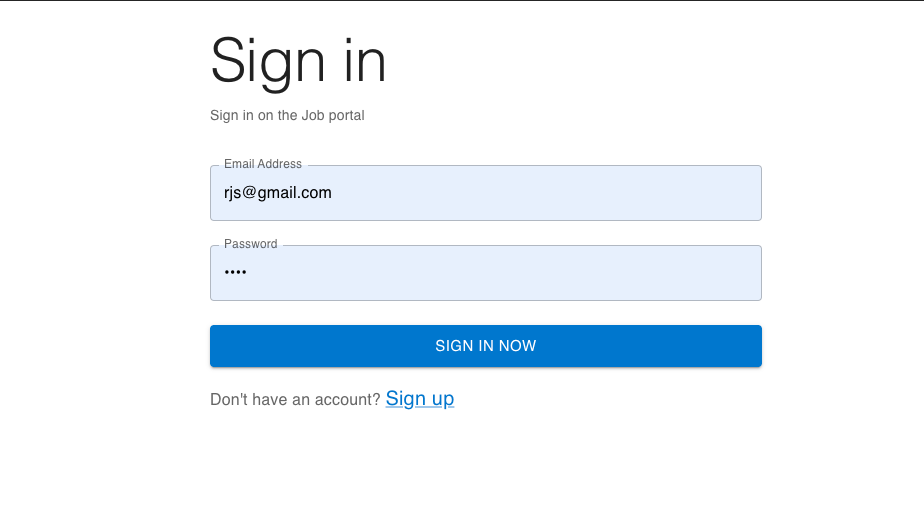 Sign in
Sign in on the Job portal
Email Address
rjs@gmail.com
Password
••••
SIGN IN NOW
Don't have an account? Sign up